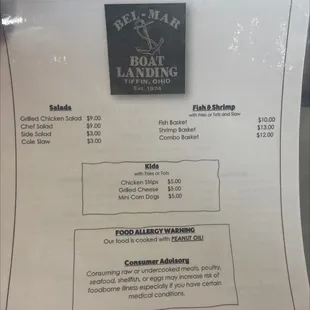 BEL-MAR
BOAT
LANDING
TIFFIN, OHIO
Salads
Grilled Chicken Salad $9.00
Chef Salad $9.00
Side Salad $3.00
Cole Slaw $3.00
Fish & Shrimp
with Fries or Tots and Slaw
Fish Basket $10.00
Shrimp Basket $13.00
Combo Basket $12.00
Kids
with Fries or Tots
Chicken Strips $5.00
Grilled Cheese $5.00
Mini Corn Dogs $5.00
FOOD ALLERGY WARNING
Our food is cooked with PEANUT OIL!
Consumer Advisory
Consuming raw or undercooked meats, poultry,
seafood, shellfish, or eggs may increase risk of
foodborne illness especially if you have certain
medical conditions.